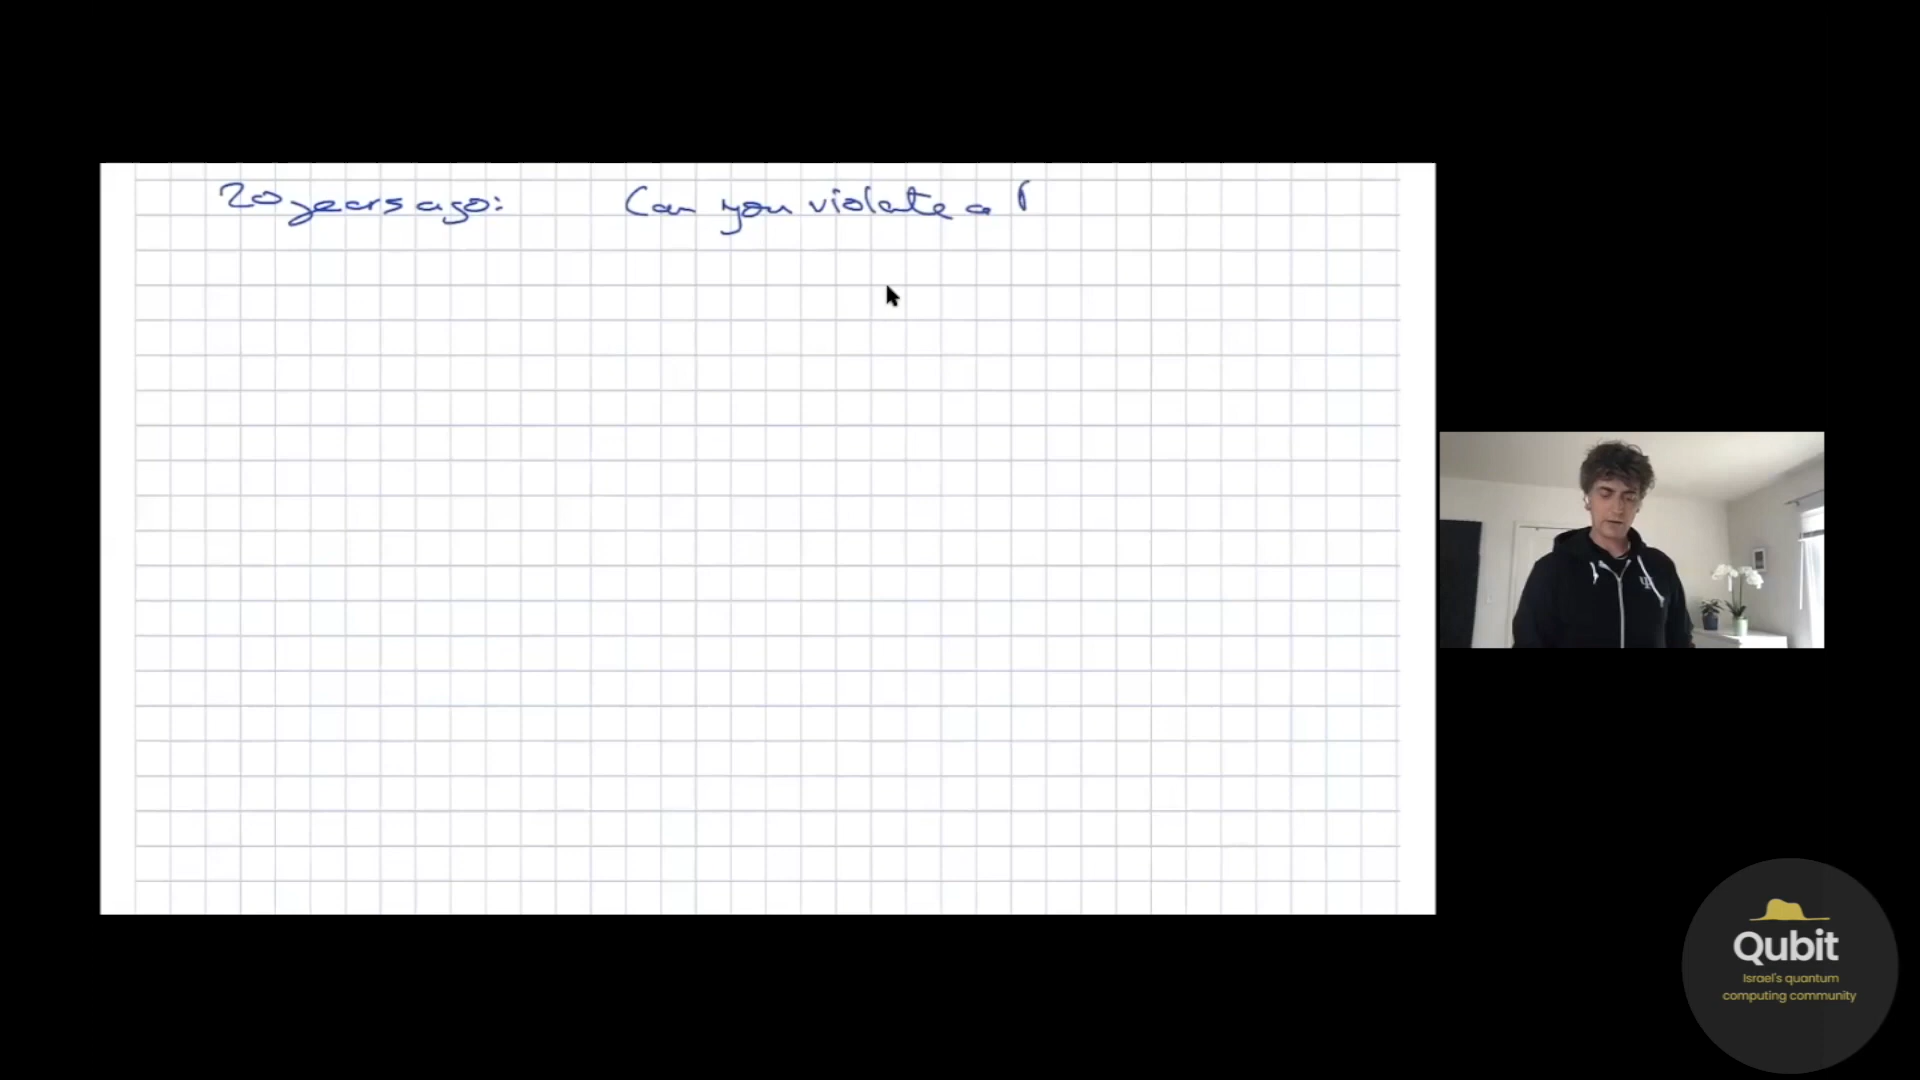 20 years ago: Can you violate a
Qubit
Israel's quantum
computing community